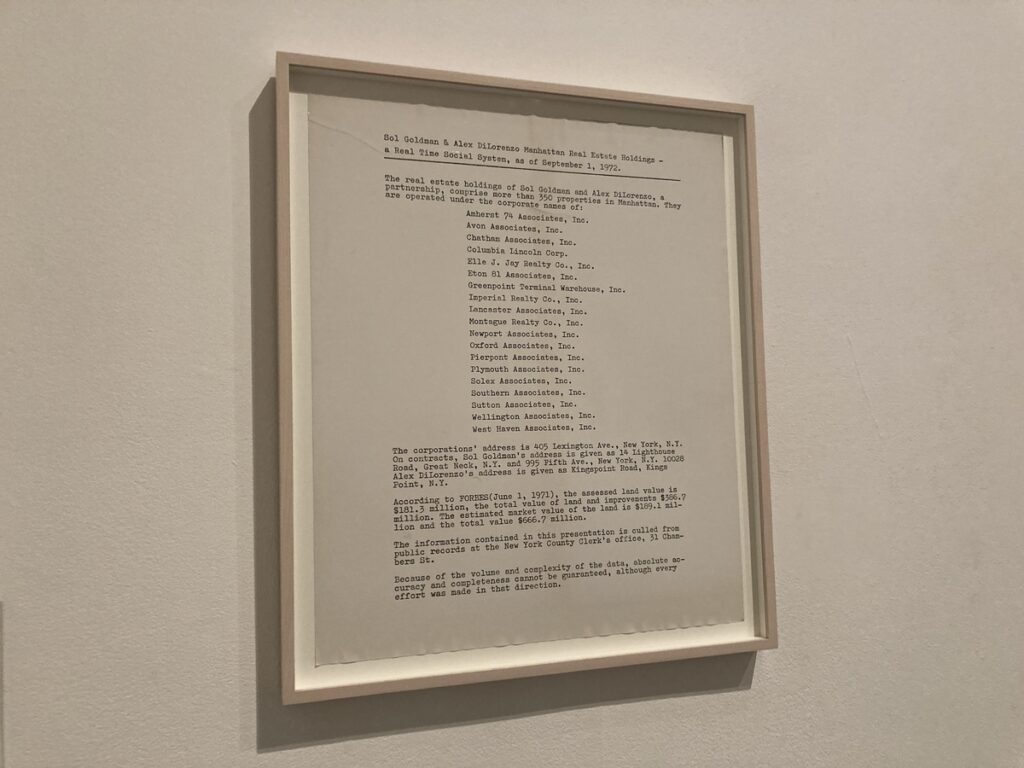 Sol Goldman & Alex DiLorenzo Manhattan Real Estate Holdings -
a Real Time Social System, as of September 1, 1972.
The real estate holdings of Sol Goldman and Alex DiLorenzo, a
partnership, comprise more than 350 properties in Manhattan. They
are operated under the corporate names of:
Amherst 74 Associates, Inc.
Avon Associates, Inc.
Chathan Associates, Inc.
Columbia Lincoln Corp.
Elle J. Jay Realty Co., Inc.
Eton 81 Associates, Inc.
Greenpoint Terminal Warehouse, Inc.
Imperial Realty Co., Inc.
Lancaster Associates, Inc.
Montague Realty Co., Inc.
Newport Associates, Inc.
Oxford Associates, Inc.
Pierpont Associates, Inc.
Plymouth Associates, Inc.
Solex Associates, Inc.
Southern Associates, Inc.
Sutton Associates, Inc.
Wellington Associates, Inc.
West Haven Associates, Inc.
The corporations' address is 405 Lexington Ave., New York, N.Y.
On contracts, Sol Goldman's address is given as 14 Lighthouse
Road, Great Neck, N.Y. and 995 Fifth Ave., New York, N.Y. 10028
Alex DiLorenzo's address is given as Kingspoint Road, Kings
Point, N.Y.
According to FORBES(June 1, 1971), the assessed land value is
$181.3 million, the total value of land and improvements $386.7
million. The estimated market value of the land is $189.1 mil-
lion and the total value $666.7 million.
The information contained in this presentation is culled from
public records at the New York County Clerk's office, 31 Cham-
bers St.
Because of the volume and complexity of the data, absolute ac-
curacy and completeness cannot be guaranteed, although every
effort was made in that direction.